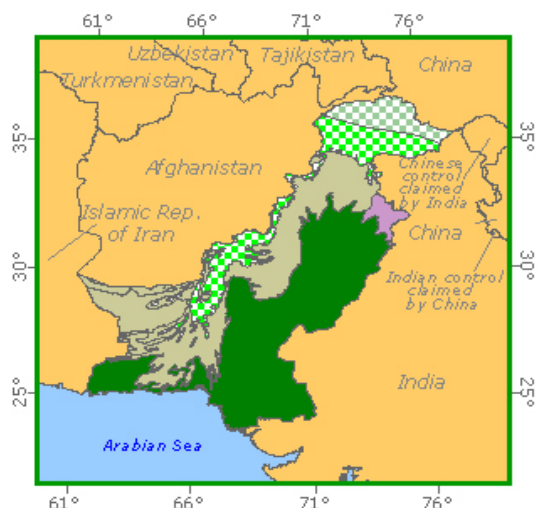 61° 66° 71° 76°
Uzbekistan
Tajikistan
China
Turkmenistan
35°
35°
Afghanistan
Chinese
control
claimed
by India
Islamic Rep.
of Iran
China
30°
30°
Indian control
claimed
by China
India
25°
25°
Arabian Sea
61° 66° 71° 76°